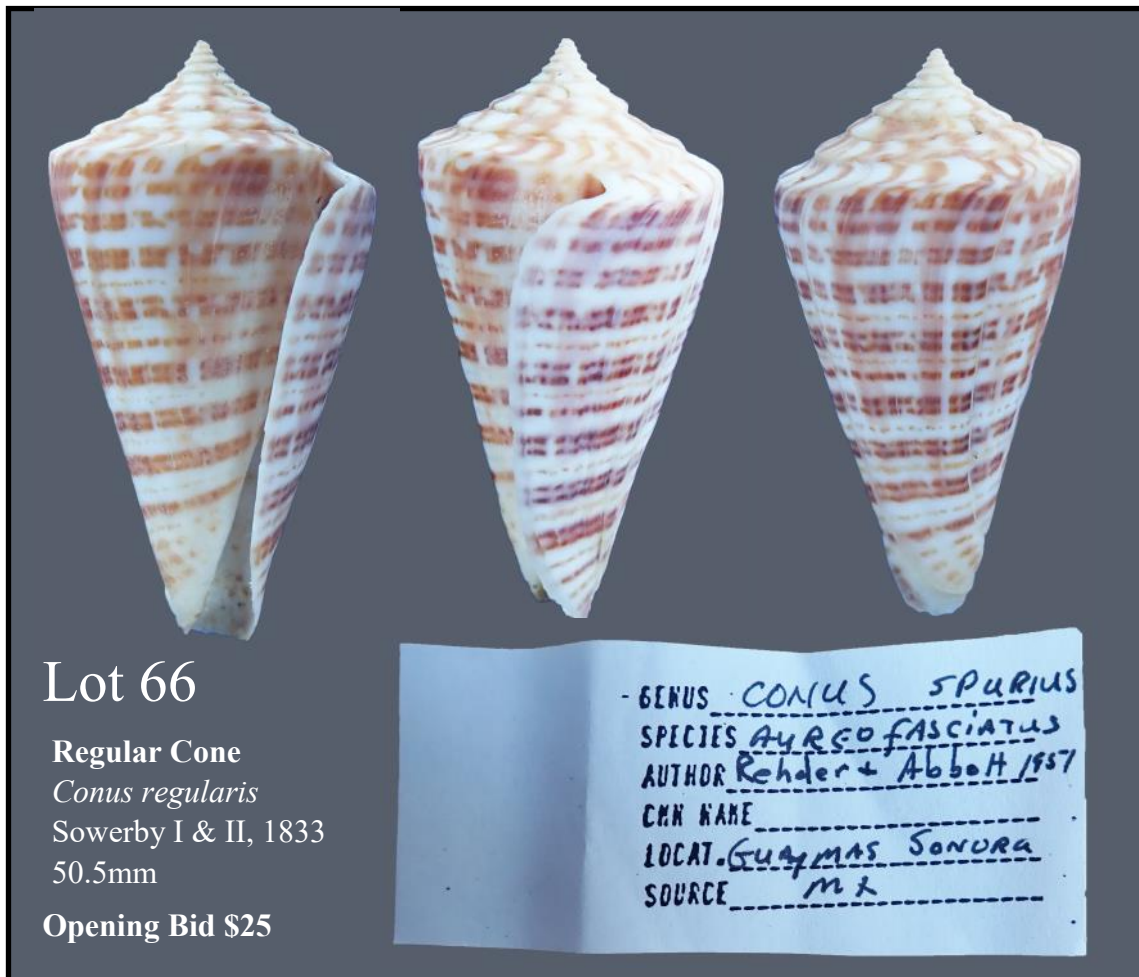 Lot 66
Regular Cone
Conus regularis
Sowerby I & II, 1833
50.5mm
Opening Bid $25
- GENUS CONUS SPURIUS
SPECIES AUREOFASCIATUS
AUTHOR Rehder & Abbott 1951
CMN NAME
LOCAT. GUAYMAS SONORA
SOURCE MX